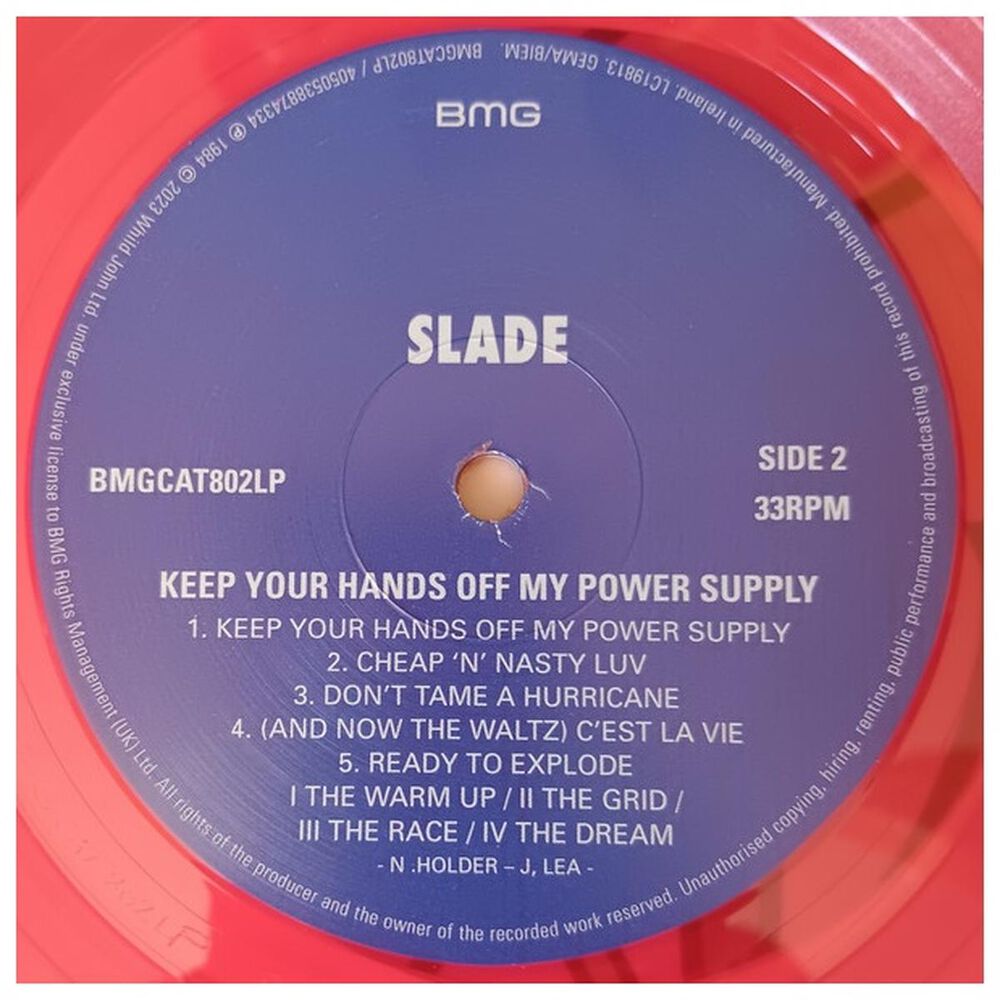 BMG
SLADE
BMGCAT802LP
SIDE 2
33RPM
KEEP YOUR HANDS OFF MY POWER SUPPLY
1. KEEP YOUR HANDS OFF MY POWER SUPPLY
2. CHEAP ‘N’ NASTY LUV
3. DON’T TAME A HURRICANE
4. (AND NOW THE WALTZ) C’EST LA VIE
5. READY TO EXPLODE
I THE WARM UP / II THE GRID /
III THE RACE / IV THE DREAM
- N .HOLDER – J, LEA -
BMGCAT802LP / 4050538874334 ℗ 1984 © 2023 Whild John Ltd. under exclusive license to BMG Rights Management (UK) Ltd. All rights of the producer and the owner of the recorded work reserved. Unauthorised copying, hiring, renting, public performance and broadcasting of this record prohibited. Manufactured in Ireland. LC19813. GEMA/BIEM.